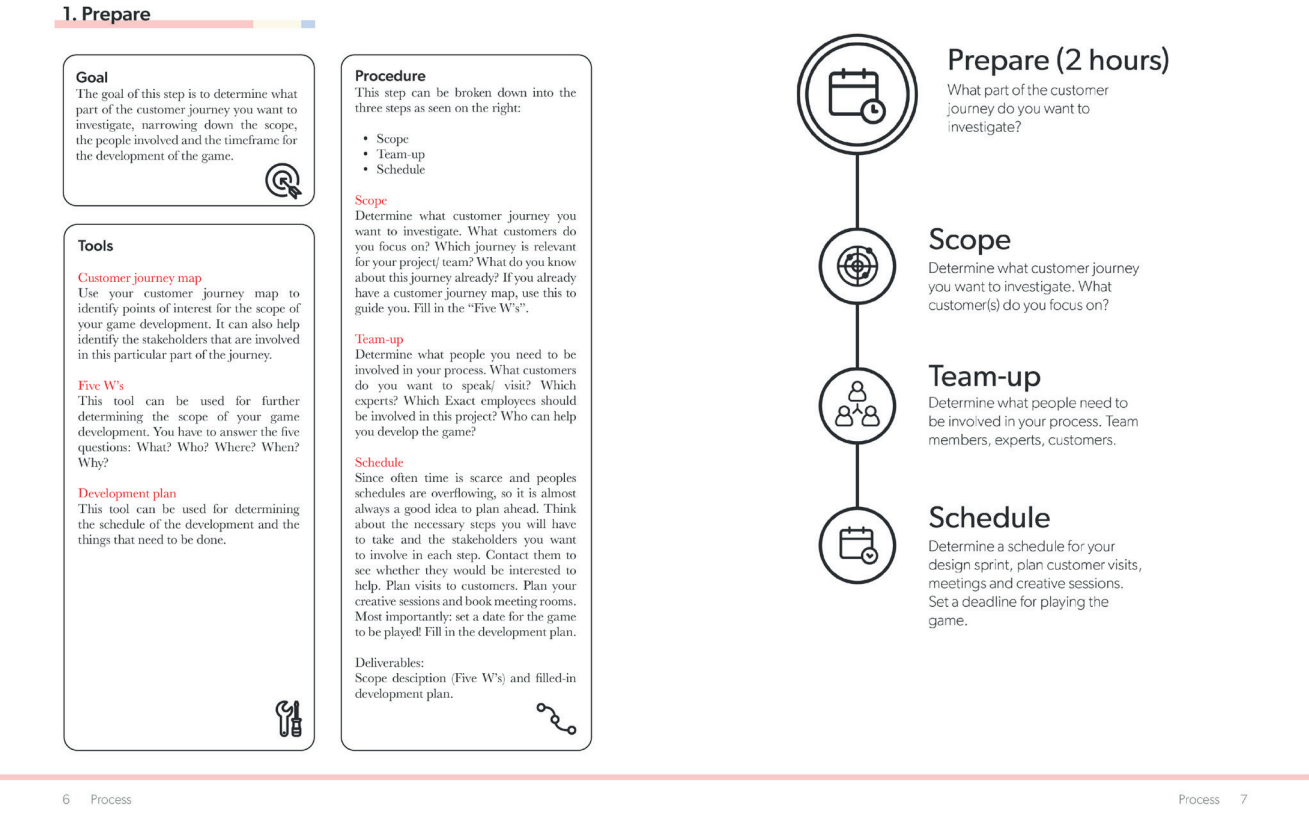 1. Prepare
Goal
The goal of this step is to determine what
part of the customer journey you want to
investigate, narrowing down the scope,
the people involved and the timeframe for
the development of the game.
Tools
Customer journey map
Use your customer journey map to
identify points of interest for the scope of
your game development. It can also help
identify the stakeholders that are involved
in this particular part of the journey.
Five W's
This tool can be used for further
determining the scope of your game
development. You have to answer the five
questions: What? Who? Where? When?
Why?
Development plan
This tool can be used for determining
the schedule of the development and the
things that need to be done.
Procedure
This step can be broken down into the
three steps as seen on the right:
• Scope
• Team-up
• Schedule
Scope
Determine what customer journey you
want to investigate. What customers do
you focus on? Which journey is relevant
for your project/ team? What do you know
about this journey already? If you already
have a customer journey map, use this to
guide you. Fill in the “Five W’s”.
Team-up
Determine what people you need to be
involved in your process. What customers
do you want to speak/ visit? Which
experts? Which Exact employees should
be involved in this project? Who can help
you develop the game?
Schedule
Since often time is scarce and peoples
schedules are overflowing, so it is almost
always a good idea to plan ahead. Think
about the necessary steps you will have
to take and the stakeholders you want
to involve in each step. Contact them to
see whether they would be interested to
help. Plan visits to customers. Plan your
creative sessions and book meeting rooms.
Most importantly: set a date for the game
to be played! Fill in the development plan.
Deliverables:
Scope desciption (Five W’s) and filled-in
development plan.
Prepare (2 hours)
What part of the customer
journey do you want to
investigate?
Scope
Determine what customer journey
you want to investigate. What
customer(s) do you focus on?
Team-up
Determine what people need to
be involved in your process. Team
members, experts, customers.
Schedule
Determine a schedule for your
design sprint, plan customer visits,
meetings and creative sessions.
Set a deadline for playing the
game.
6 Process
Process 7